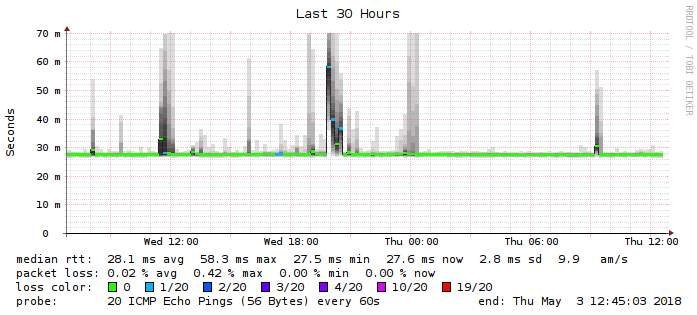 Last 30 Hours
RRDTOOL / TOBI OETIKER
Seconds
70 m
60 m
50 m
40 m
30 m
20 m
10 m
0
Wed 12:00 Wed 18:00 Thu 00:00 Thu 06:00 Thu 12:00
median rtt: 28.1 ms avg 58.3 ms max 27.5 ms min 27.6 ms now 2.8 ms sd 9.9 am/s
packet loss: 0.02 % avg 0.42 % max 0.00 % min 0.00 % now
loss color: 0 1/20 2/20 3/20 4/20 10/20 19/20
probe: 20 ICMP Echo Pings (56 Bytes) every 60s end: Thu May 3 12:45:03 2018